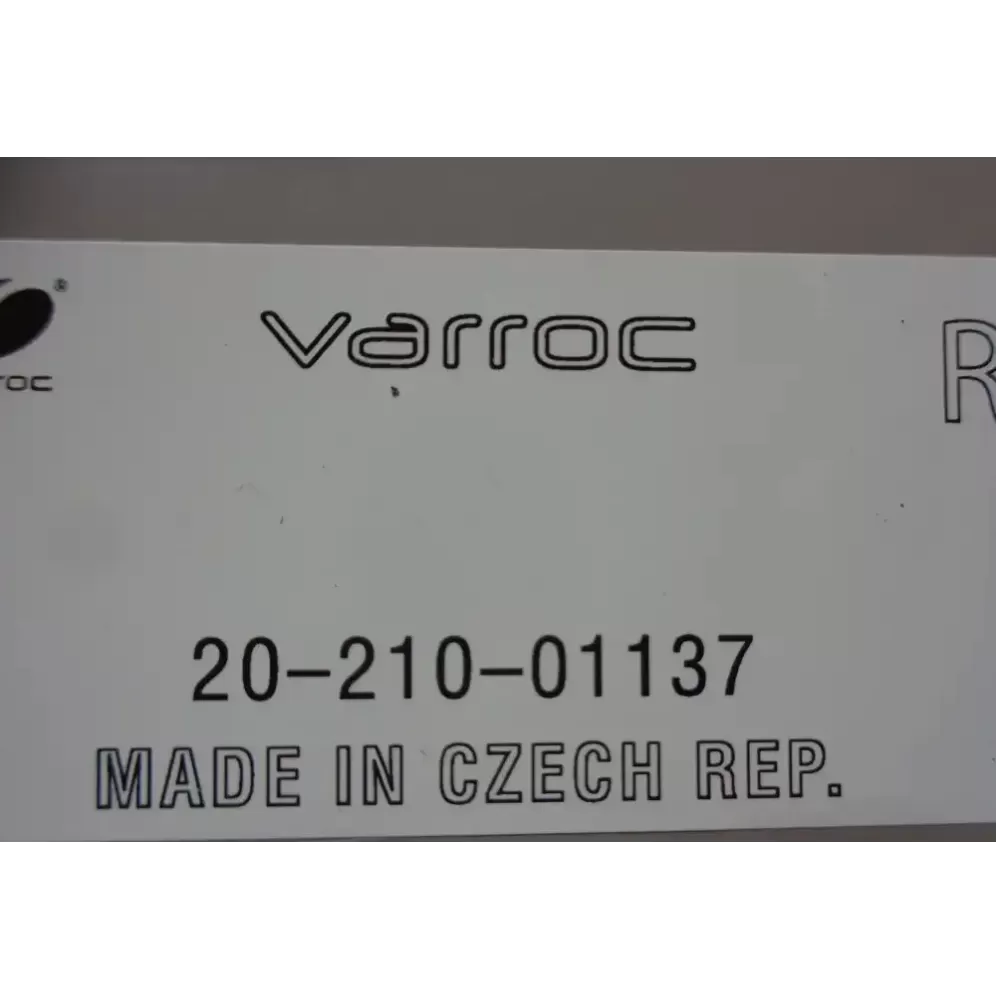 varroc
R
20-210-01137
MADE IN CZECH REP.